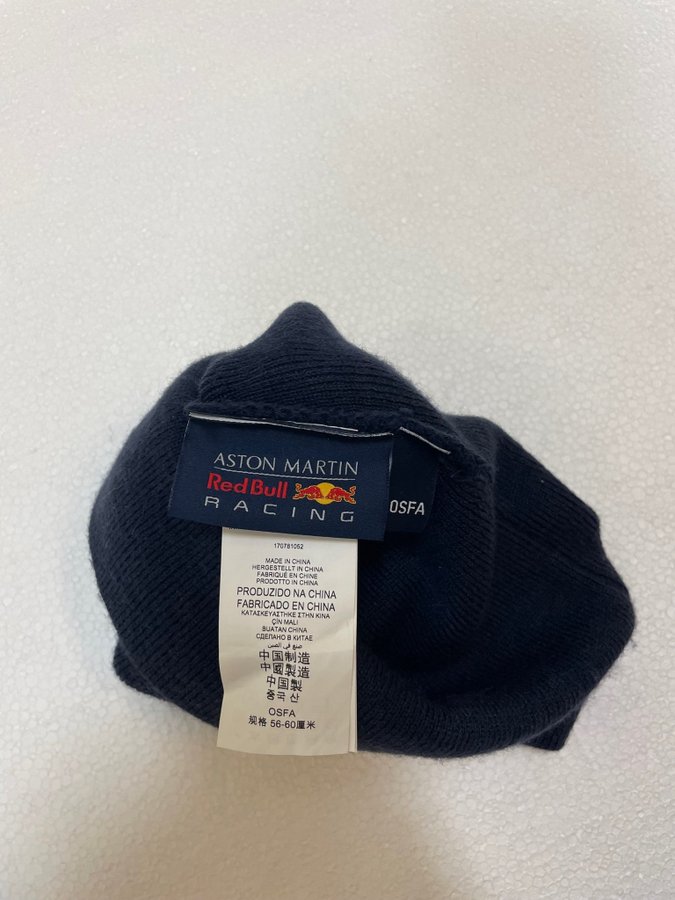 ASTON MARTIN
Red Bull
RACING
OSFA
170781052
MADE IN CHINA
HERGESTELLT IN CHINA
FABRIQUÉ EN CHINE
PRODOTTO IN CHINA
PRODUZIDO NA CHINA
FABRICADO EN CHINA
ΚΑΤΑΣΚΕΥΑΣΤΗΚΕ ΣΤΗΝ ΚΙΝΑ
ÇİN MALI
BUATAN CHINA
СДЕЛАНО В КИТАЕ
صنع في الصين
中国制造
中國製造
中国製
중국산
OSFA
规格 56-60厘米